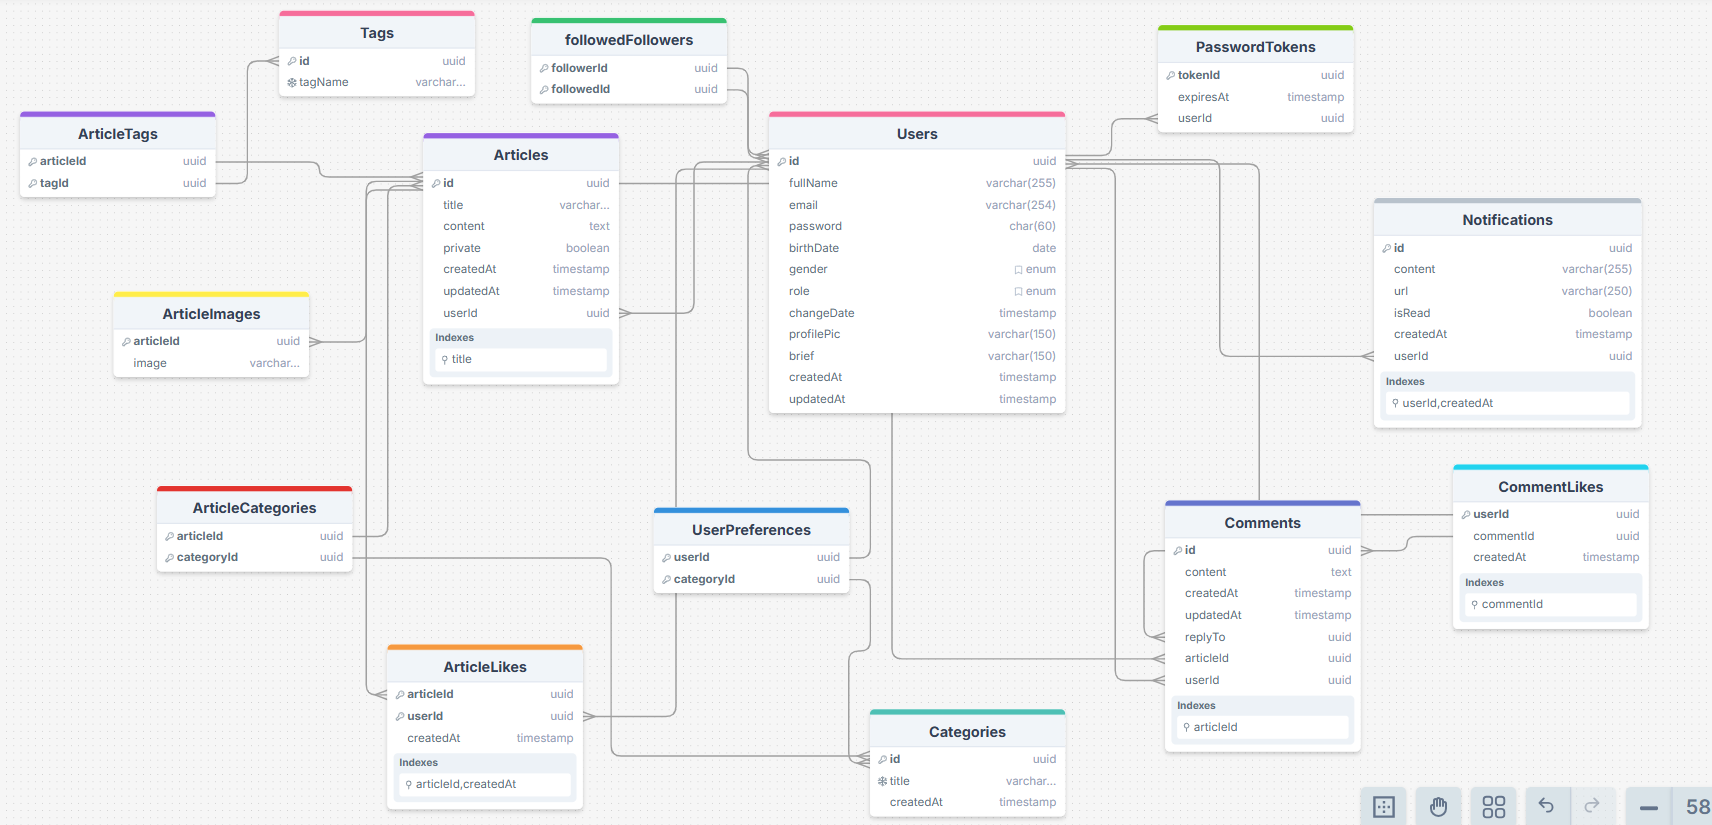 Tags
id uuid
tagName varchar...
followedFollowers
followerId uuid
followedId uuid
PasswordTokens
tokenId uuid
expiresAt timestamp
userId uuid
ArticleTags
articleId uuid
tagId uuid
Articles
id uuid
title varchar...
content text
private boolean
createdAt timestamp
updatedAt timestamp
userId uuid
Indexes
title
Users
id uuid
fullName varchar(255)
email varchar(254)
password char(60)
birthDate date
gender enum
role enum
changeDate timestamp
profilePic varchar(150)
brief varchar(150)
createdAt timestamp
updatedAt timestamp
Notifications
id uuid
content varchar(255)
url varchar(250)
isRead boolean
createdAt timestamp
userId uuid
Indexes
userId,createdAt
ArticleImages
articleId uuid
image varchar...
ArticleCategories
articleId uuid
categoryId uuid
UserPreferences
userId uuid
categoryId uuid
Comments
id uuid
content text
createdAt timestamp
updatedAt timestamp
replyTo uuid
articleId uuid
userId uuid
Indexes
articleId
CommentLikes
userId uuid
commentId uuid
createdAt timestamp
Indexes
commentId
ArticleLikes
articleId uuid
userId uuid
createdAt timestamp
Indexes
articleId,createdAt
Categories
id uuid
title varchar...
createdAt timestamp
58